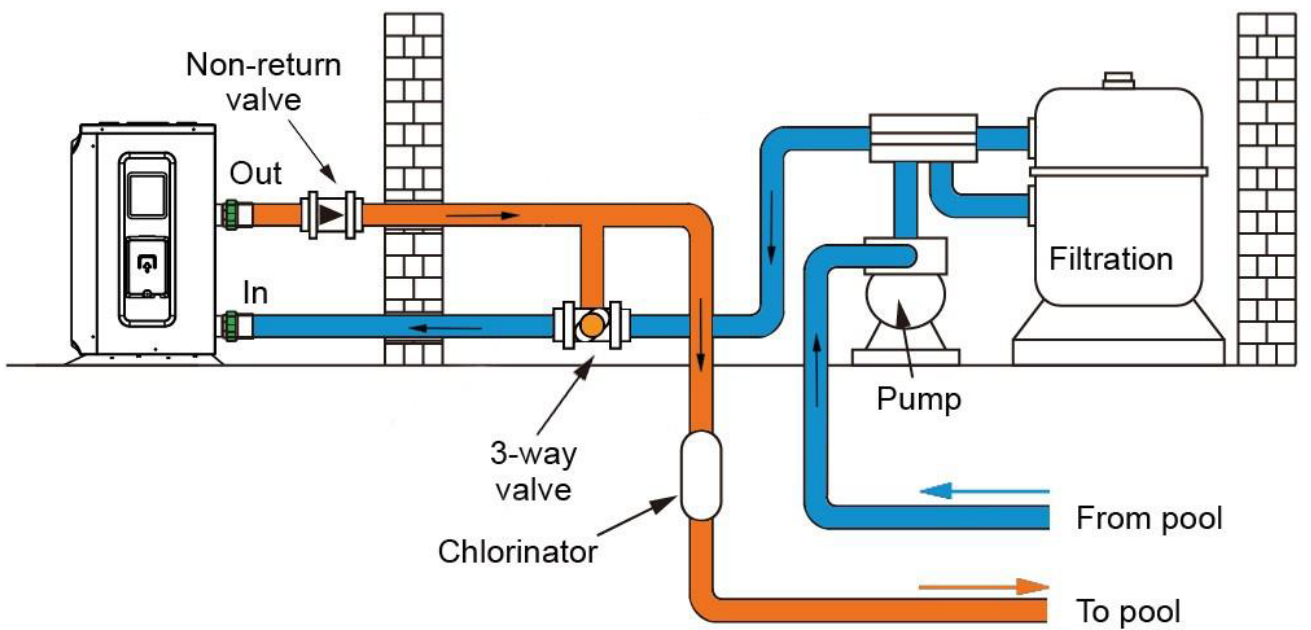 Non-return
valve
Out
In
Filtration
Pump
3-way
valve
Chlorinator
From pool
To pool